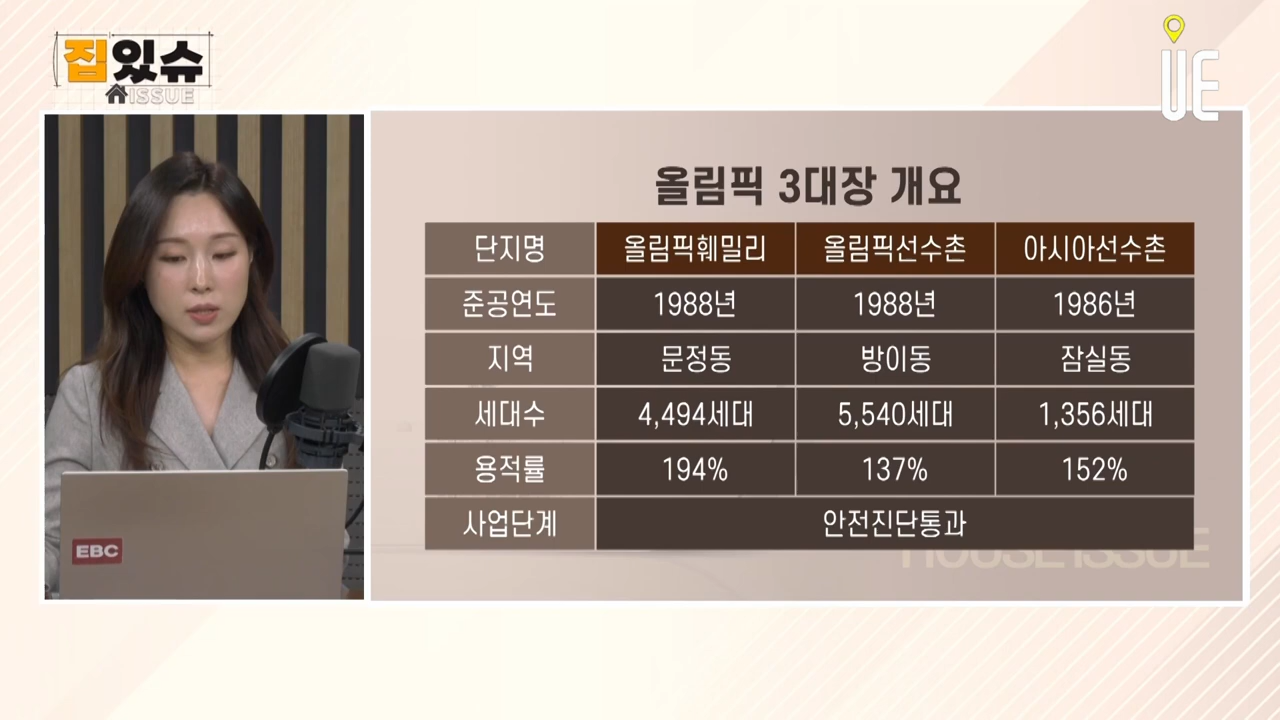 집있슈
ISSUE
UE
올림픽 3대장 개요
단지명 올림픽훼밀리 올림픽선수촌 아시아선수촌
준공연도 1988년 1988년 1986년
지역 문정동 방이동 잠실동
세대수 4,494세대 5,540세대 1,356세대
용적률 194% 137% 152%
사업단계 안전진단통과
HOUSE ISSUE
EBC